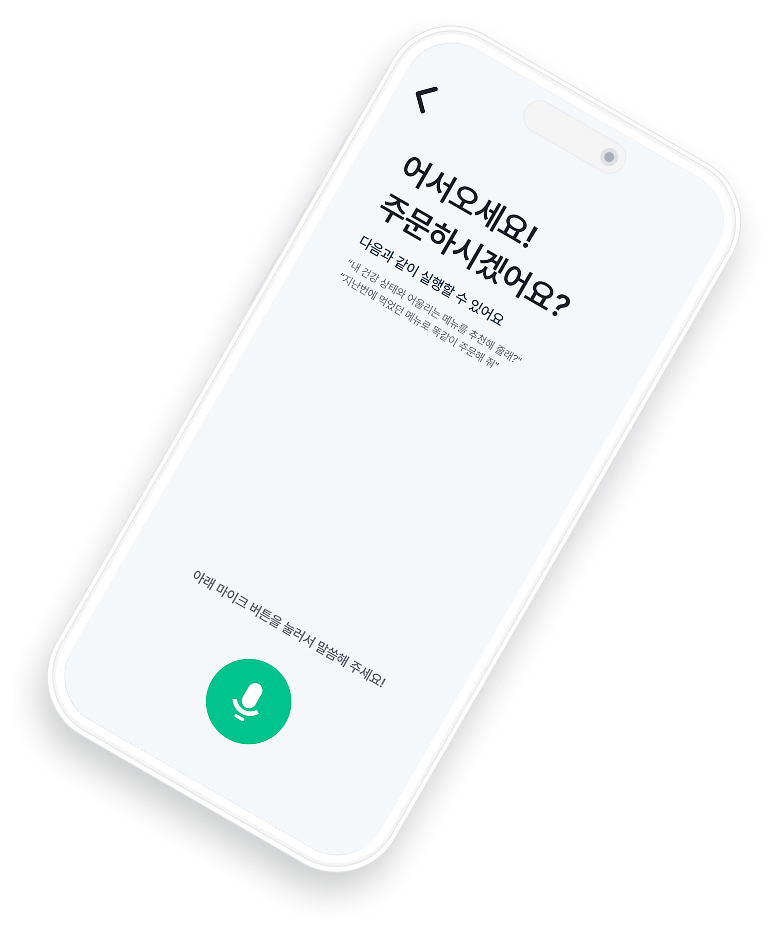 어서오세요!
주문하시겠어요?
다음과 같이 실행할 수 있어요
“내 건강 상태와 어울리는 메뉴를 추천해 줄래?”
“지난번에 먹었던 메뉴로 똑같이 주문해 줘”
아래 마이크 버튼을 눌러서 말씀해 주세요!